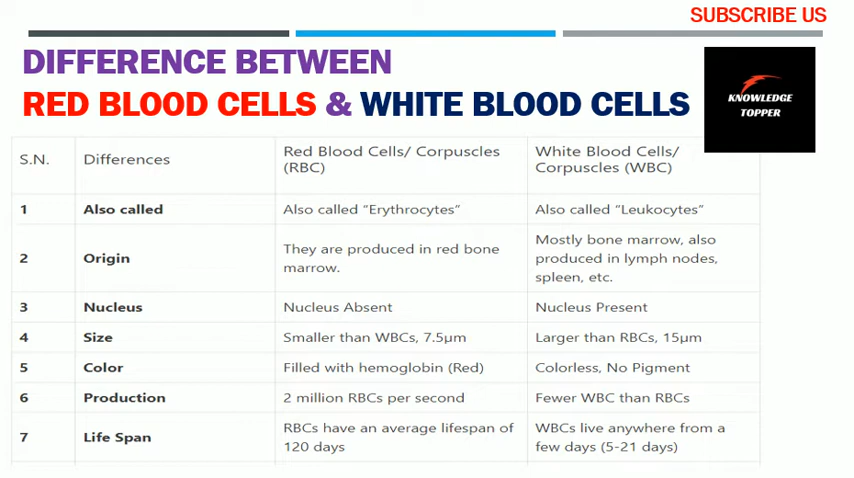 SUBSCRIBE US
DIFFERENCE BETWEEN
RED BLOOD CELLS & WHITE BLOOD CELLS
KNOWLEDGE
TOPPER
S.N. Differences Red Blood Cells/ Corpuscles (RBC) White Blood Cells/ Corpuscles (WBC)
1 Also called Also called “Erythrocytes” Also called “Leukocytes”
2 Origin They are produced in red bone marrow. Mostly bone marrow, also produced in lymph nodes, spleen, etc.
3 Nucleus Nucleus Absent Nucleus Present
4 Size Smaller than WBCs, 7.5µm Larger than RBCs, 15µm
5 Color Filled with hemoglobin (Red) Colorless, No Pigment
6 Production 2 million RBCs per second Fewer WBC than RBCs
7 Life Span RBCs have an average lifespan of 120 days WBCs live anywhere from a few days (5-21 days)